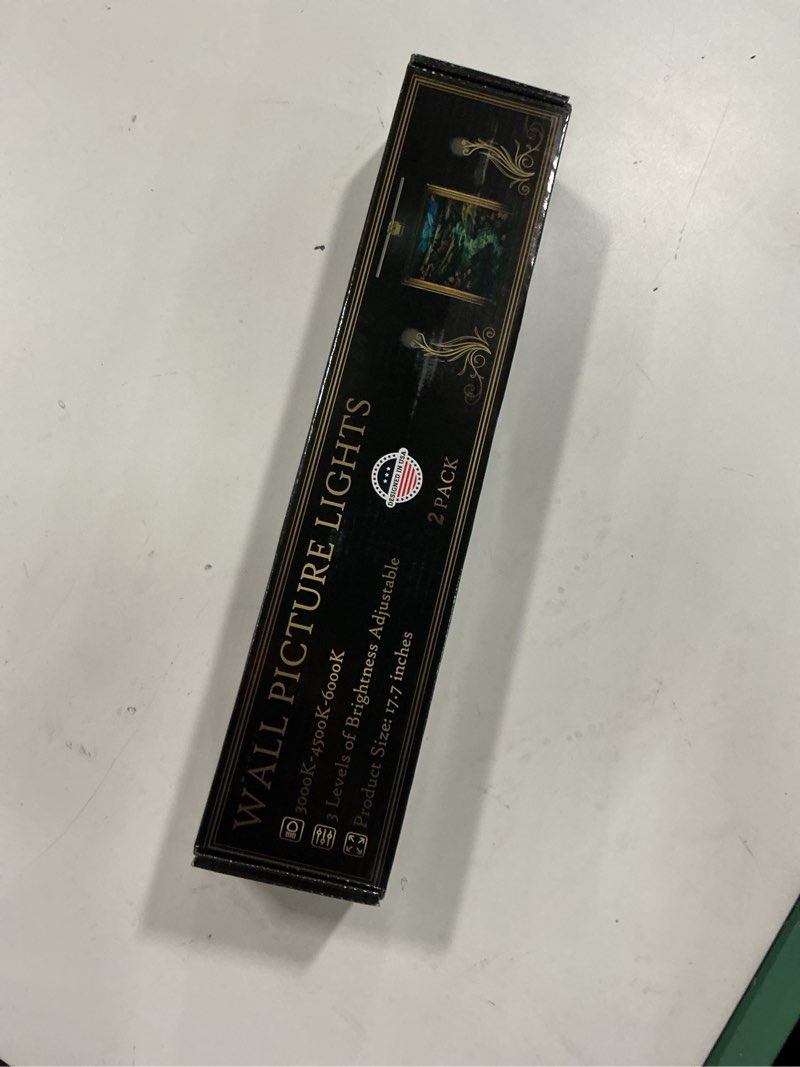 WALL PICTURE LIGHTS
3000K-4500K-6000K
3 Levels of Brightness Adjustable
Product Size: 17.7 inches
DESIGNED IN USA
2 PACK